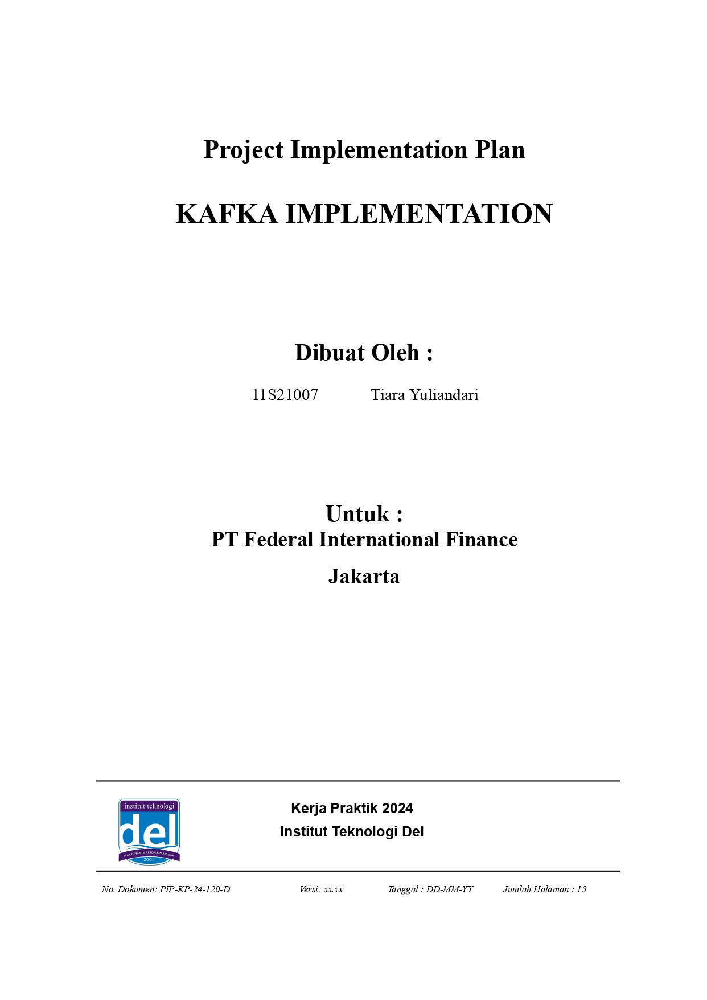 Project Implementation Plan
KAFKA IMPLEMENTATION
Dibuat Oleh :
11S21007 Tiara Yuliandari
Untuk :
PT Federal International Finance
Jakarta
institut teknologi
del
MARTUHAN-MARROHA-MARBISUK
2001
Kerja Praktik 2024
Institut Teknologi Del
No. Dokumen: PIP-KP-24-120-D Versi: xx.xx Tanggal : DD-MM-YY Jumlah Halaman : 15